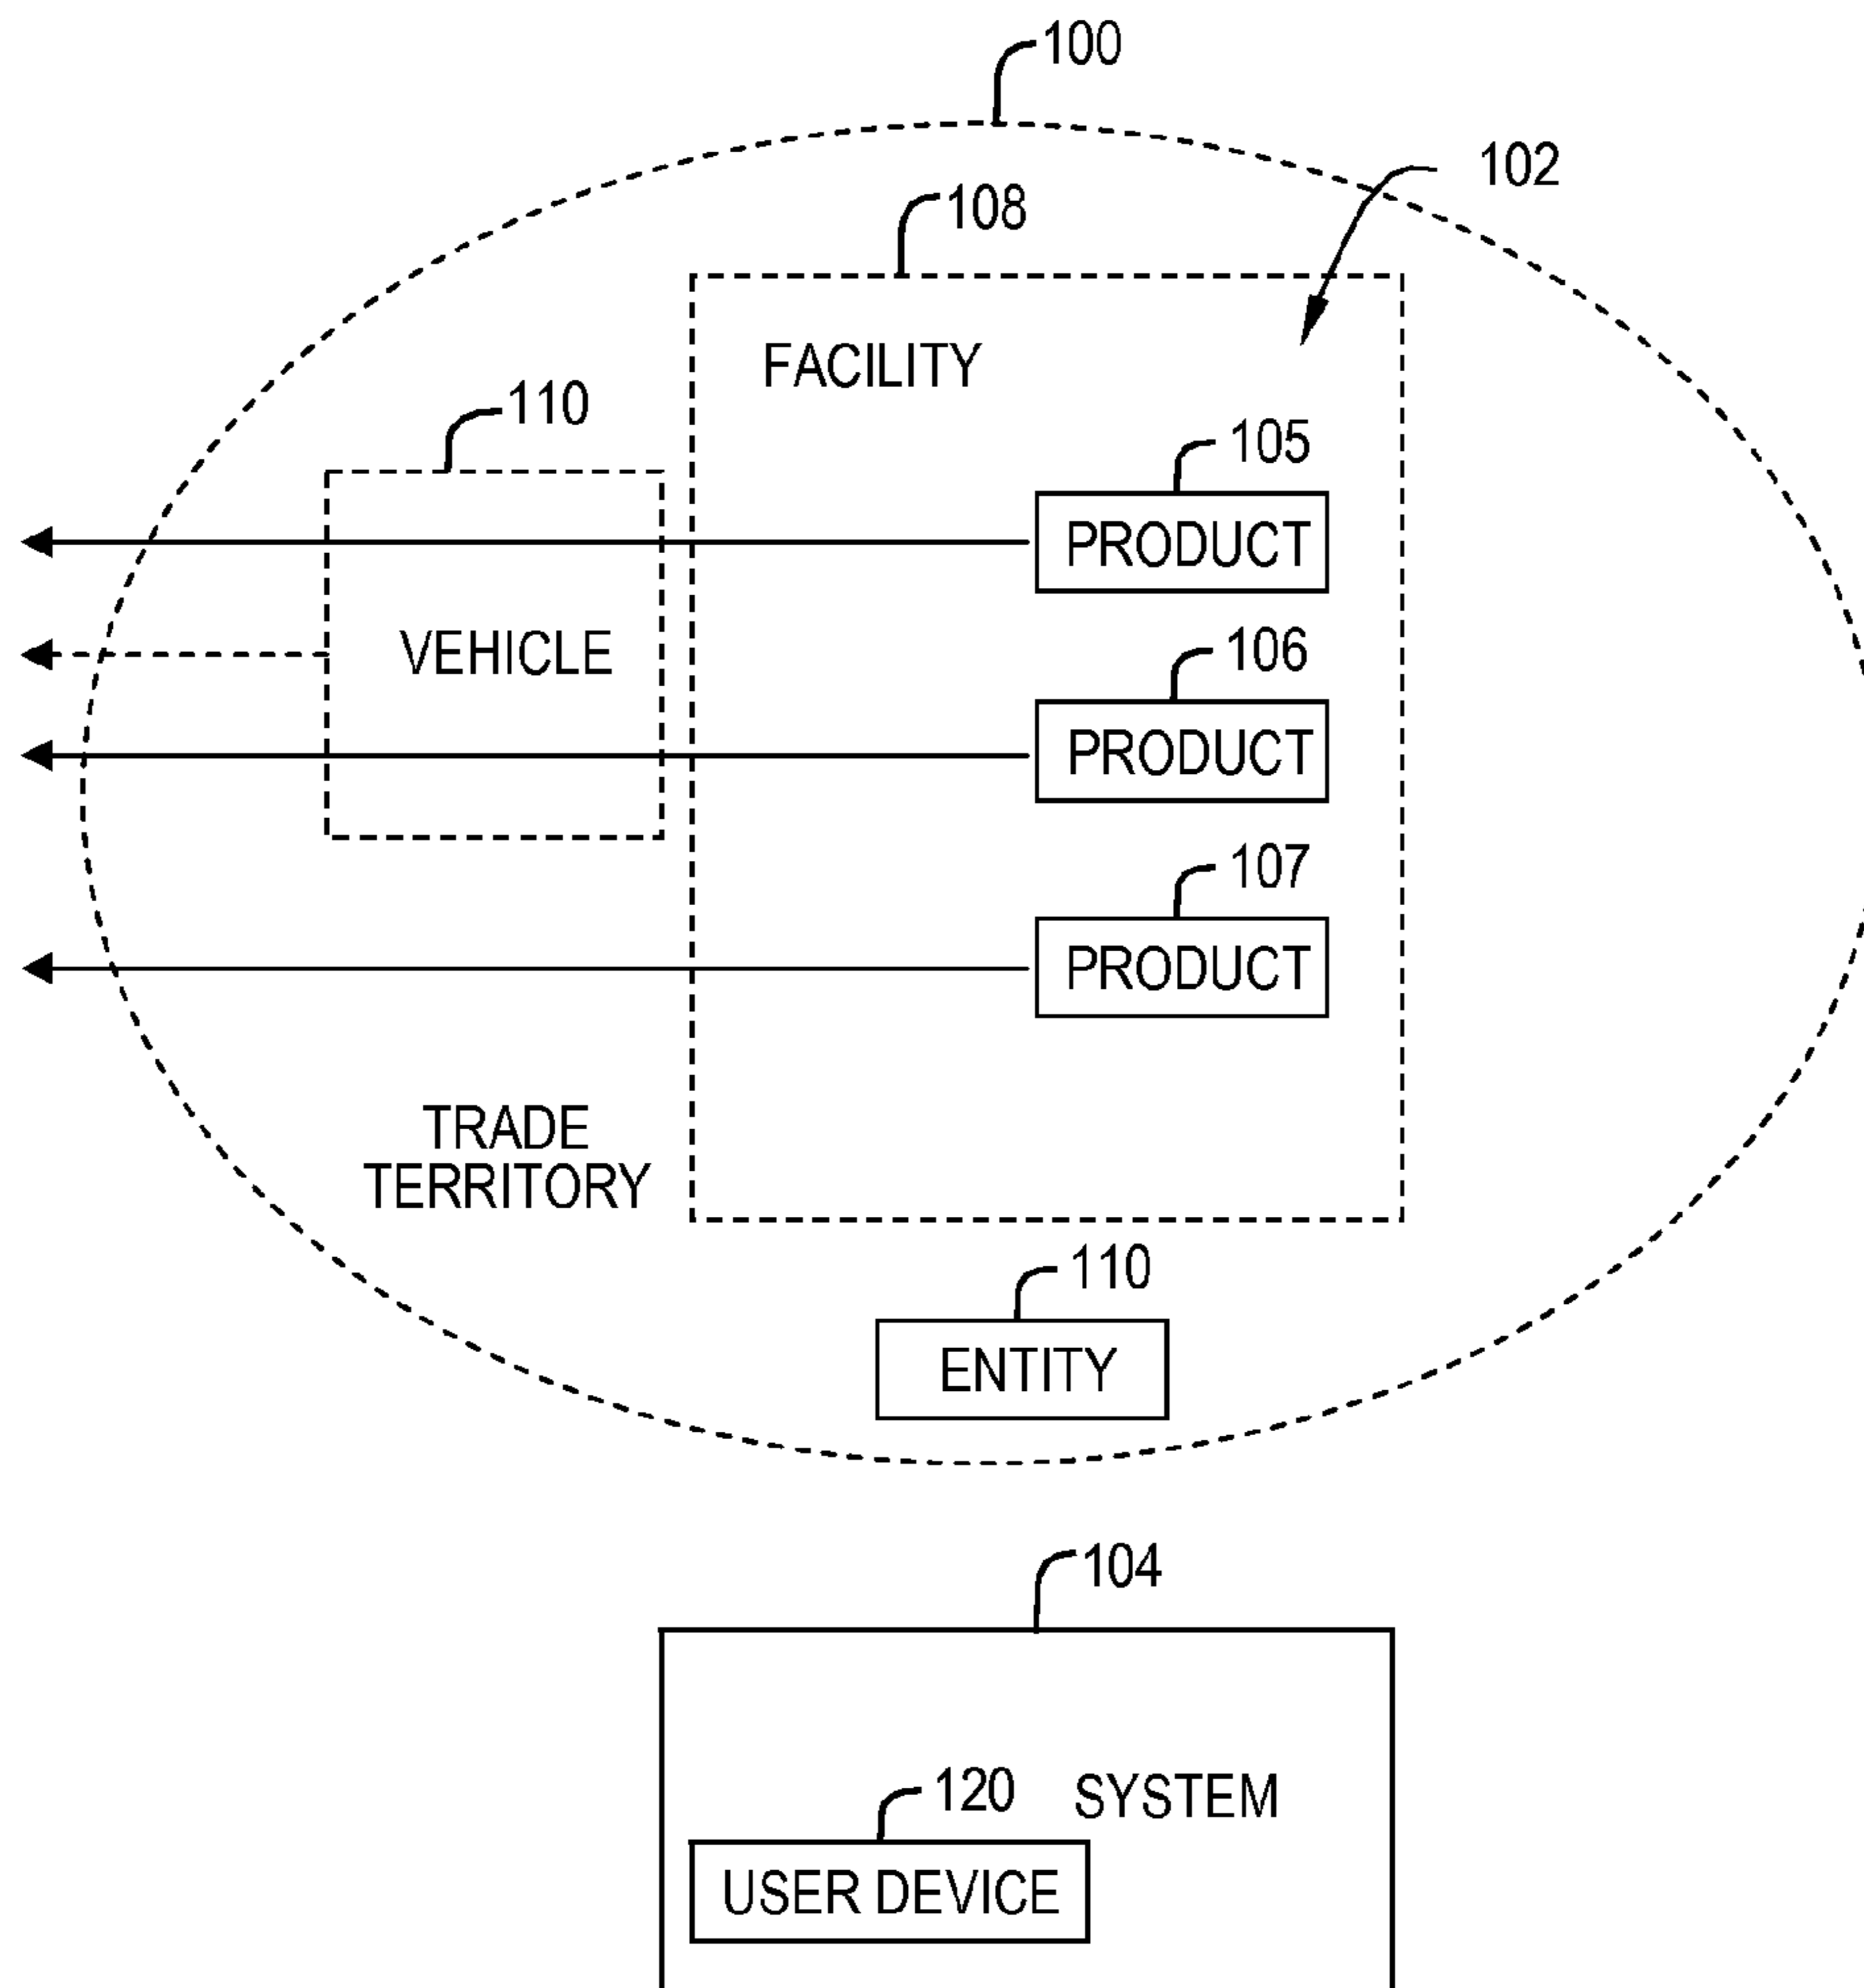 100
102
108
FACILITY
110
105
PRODUCT
106
VEHICLE
PRODUCT
107
PRODUCT
TRADE
TERRITORY
110
ENTITY
104
120
SYSTEM
USER DEVICE